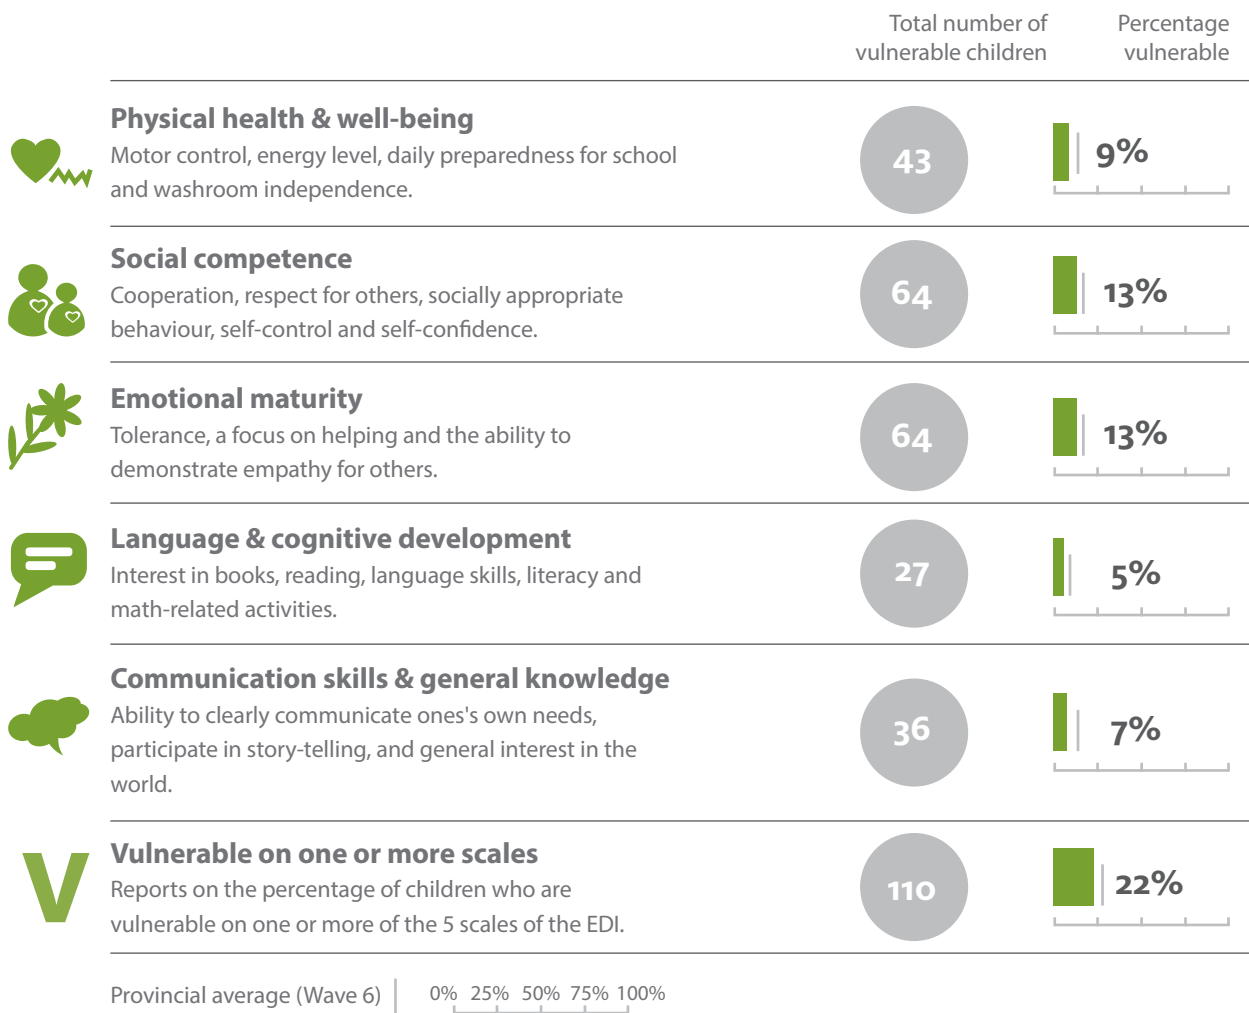 Total number of
vulnerable children
Percentage
vulnerable
Physical health & well-being
Motor control, energy level, daily preparedness for school
and washroom independence.
43
9%
Social competence
Cooperation, respect for others, socially appropriate
behaviour, self-control and self-confidence.
64
13%
Emotional maturity
Tolerance, a focus on helping and the ability to
demonstrate empathy for others.
64
13%
Language & cognitive development
Interest in books, reading, language skills, literacy and
math-related activities.
27
5%
Communication skills & general knowledge
Ability to clearly communicate ones's own needs,
participate in story-telling, and general interest in the
world.
36
7%
V
Vulnerable on one or more scales
Reports on the percentage of children who are
vulnerable on one or more of the 5 scales of the EDI.
110
22%
Provincial average (Wave 6)
0% 25% 50% 75% 100%